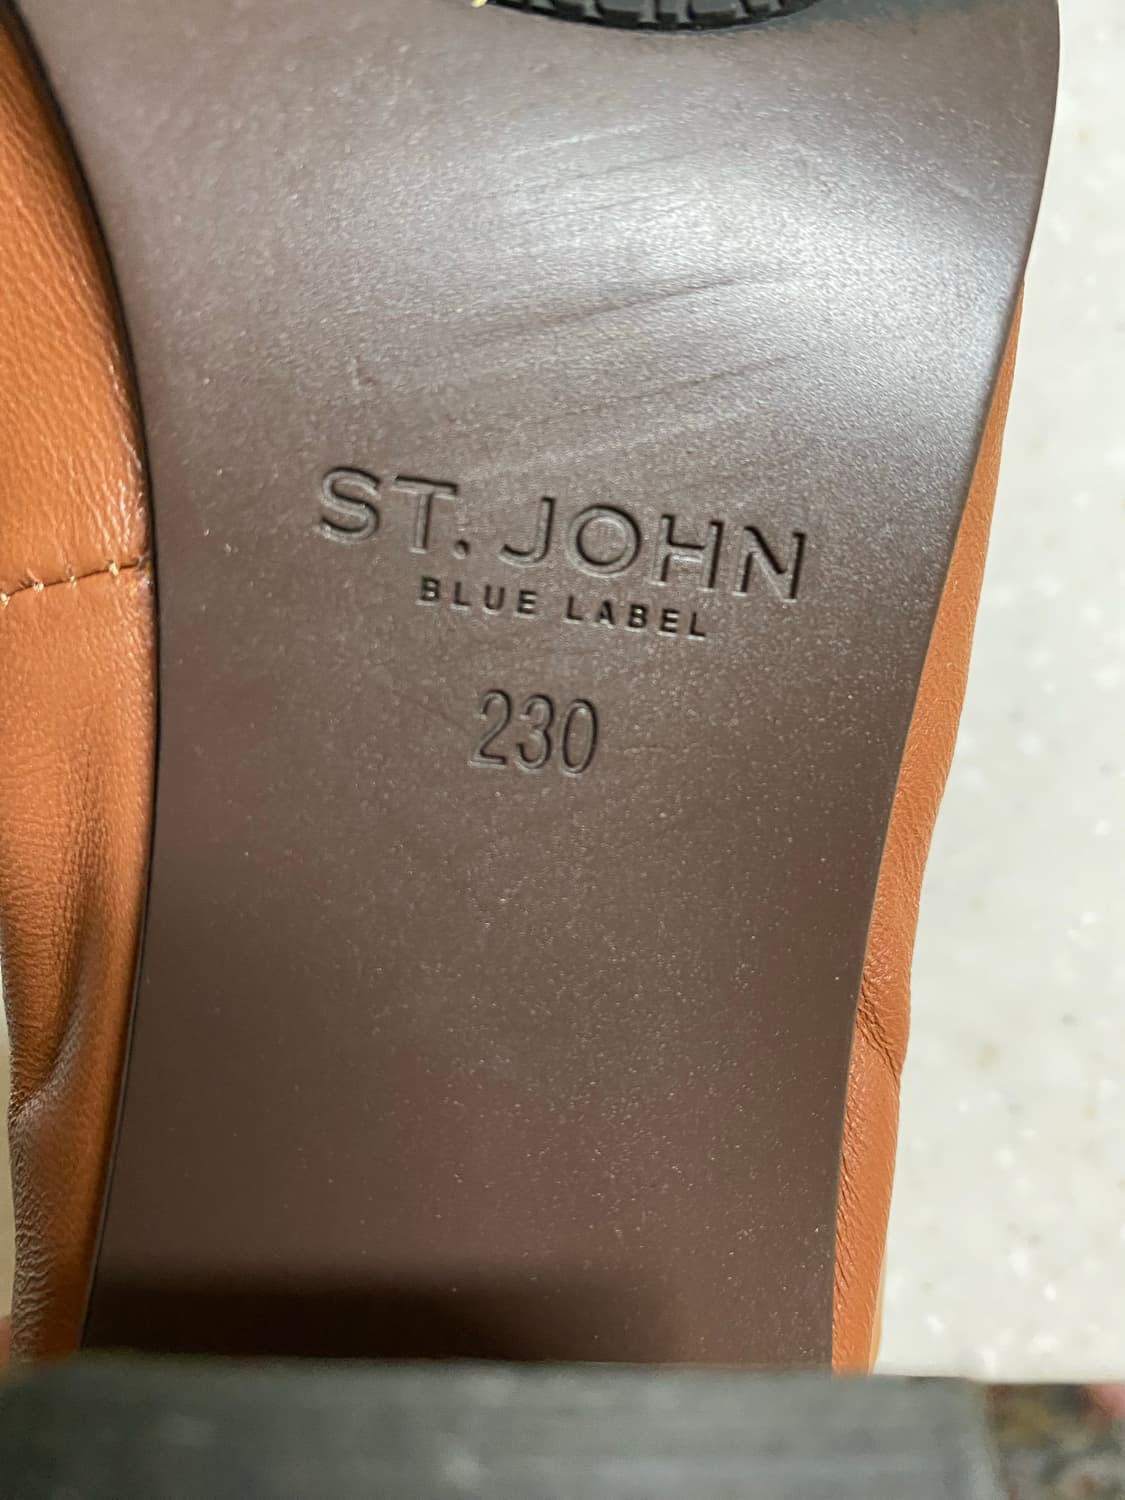 ST. JOHN
BLUE LABEL
230